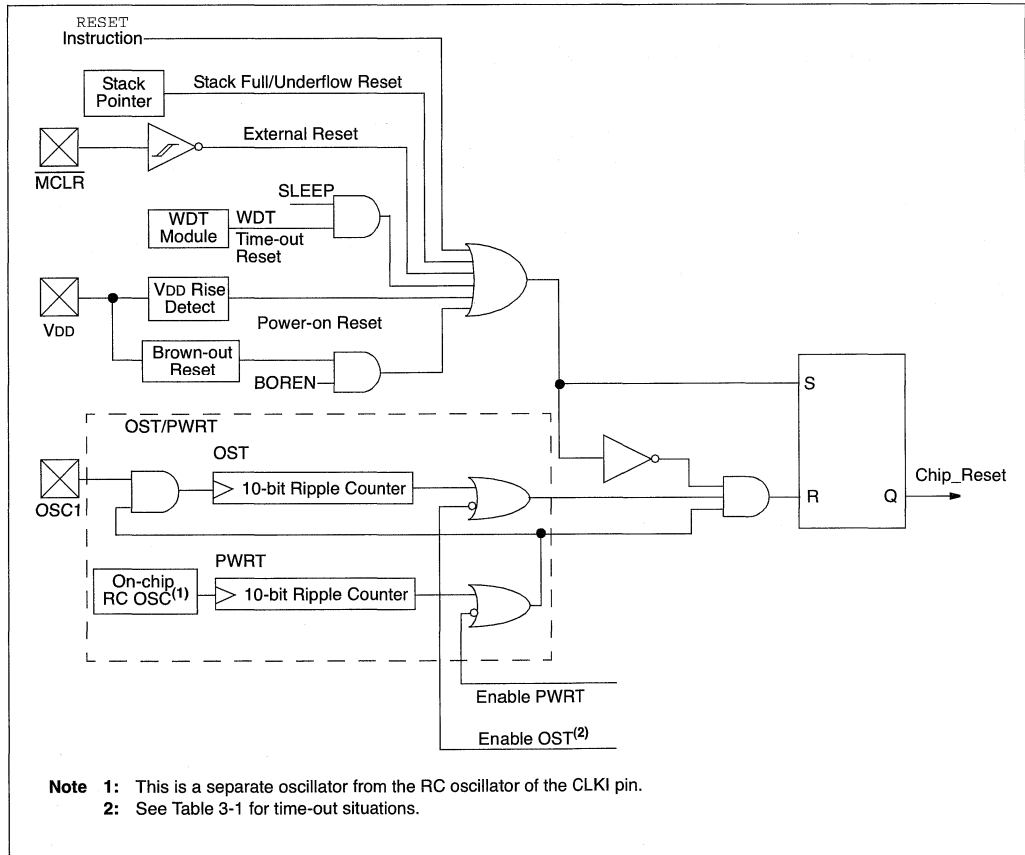 RESET
Instruction
Stack
Pointer
Stack Full/Underflow Reset
External Reset
MCLR
SLEEP
WDT
Module
WDT
Time-out
Reset
VDD
VDD Rise
Detect
Power-on Reset
Brown-out
Reset
BOREN
S
OST/PWRT
OST
OSC1
10-bit Ripple Counter
Chip_Reset
R
Q
PWRT
On-chip
RC OSC(1)
10-bit Ripple Counter
Enable PWRT
Enable OST(2)
Note 1: This is a separate oscillator from the RC oscillator of the CLKI pin.
2: See Table 3-1 for time-out situations.